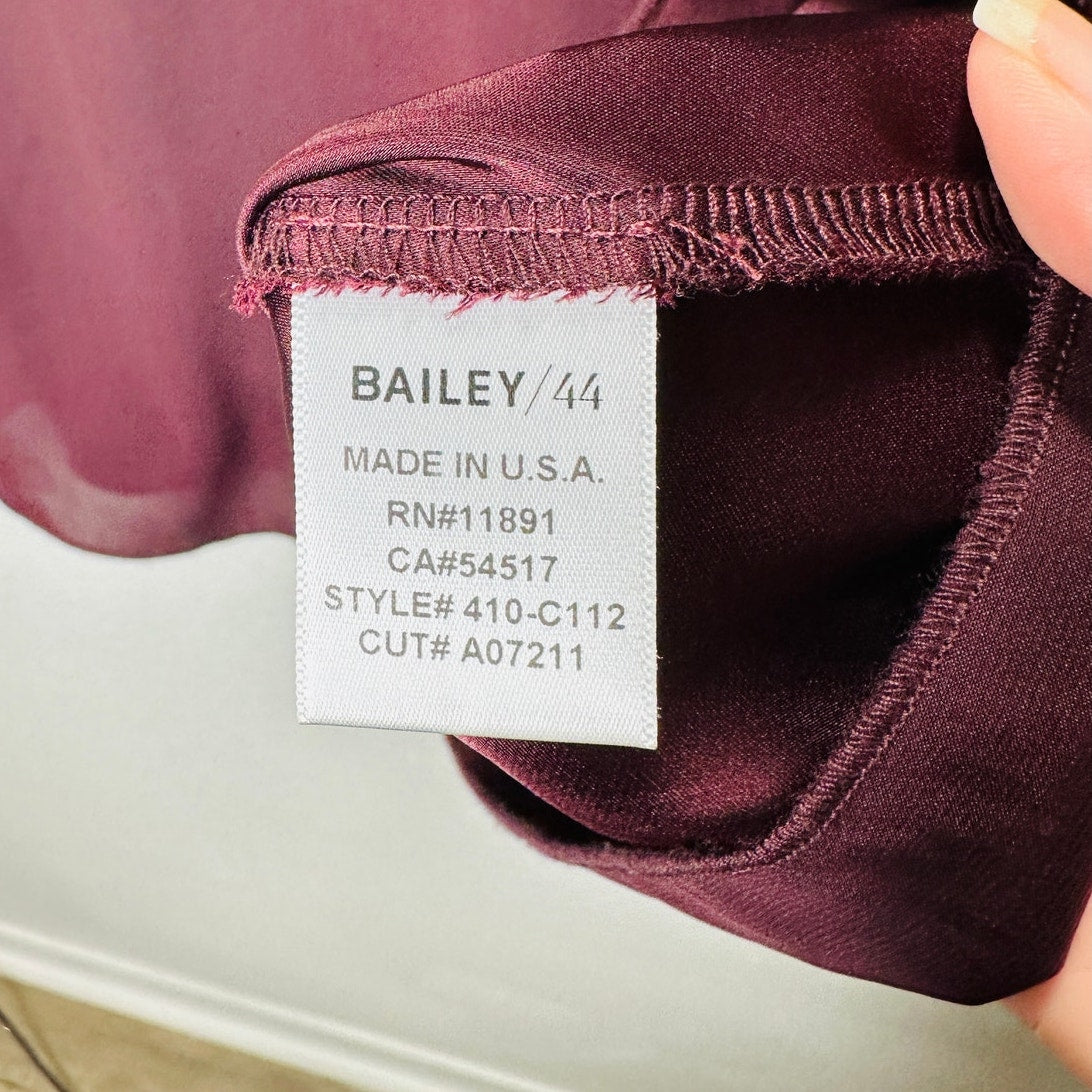 BAILEY/44
MADE IN U.S.A.
RN#11891
CA#54517
STYLE# 410-C112
CUT# A07211